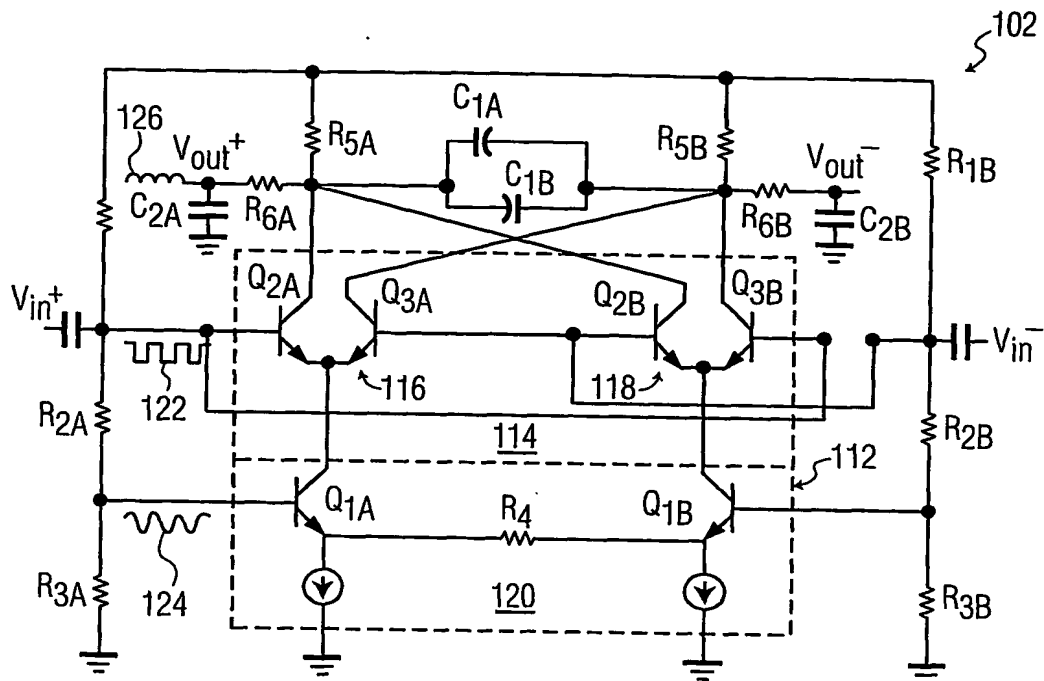 102
C1A
126
Vout+
R5A
R5B
Vout-
R1B
C1B
C2A
R6A
R6B
C2B
Q2A
Q3A
Q2B
Q3B
Vin+
Vin-
122
116
118
R2A
114
R2B
112
Q1A
R4
Q1B
R3A
124
120
R3B